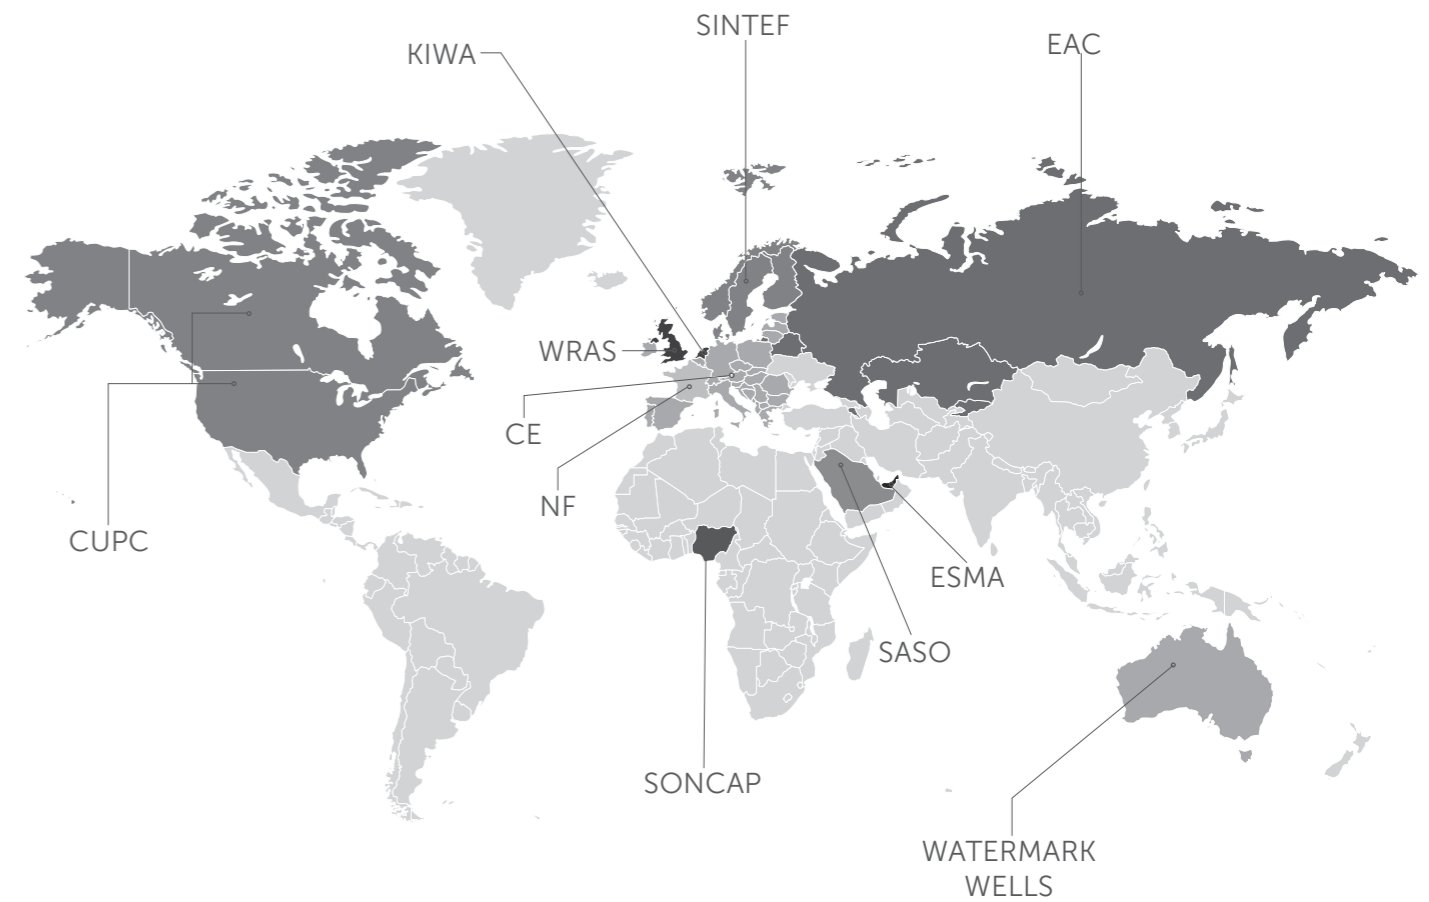 SINTEF
EAC
KIWA
WRAS
CE
NF
CUPC
ESMA
SASO
SONCAP
WATERMARK
WELLS